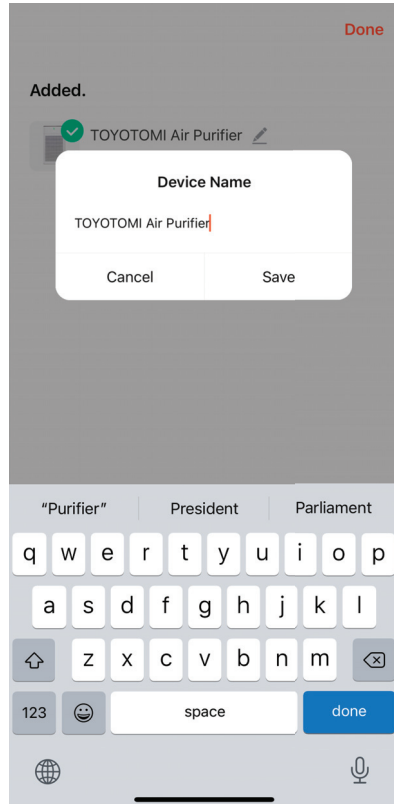 Done
Added.
TOYOTOMI Air Purifier
Device Name
TOYOTOMI Air Purifier
Cancel Save
“Purifier” President Parliament
q w e r t y u i o p
a s d f g h j k l
z x c v b n m
123 space done